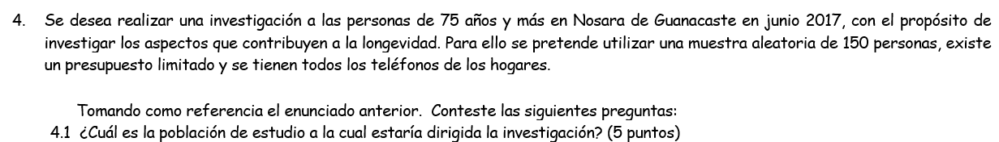 4. Se desea realizar una investigación a las personas de 75 años y más en Nosara de Guanacaste en junio 2017, con el propósito de
investigar los aspectos que contribuyen a la longevidad. Para ello se pretende utilizar una muestra aleatoria de 150 personas, existe
un presupuesto limitado y se tienen todos los teléfonos de los hogares.
Tomando como referencia el enunciado anterior. Conteste las siguientes preguntas:
4.1 ¿Cuál es la población de estudio a la cual estaría dirigida la investigación? (5 puntos)